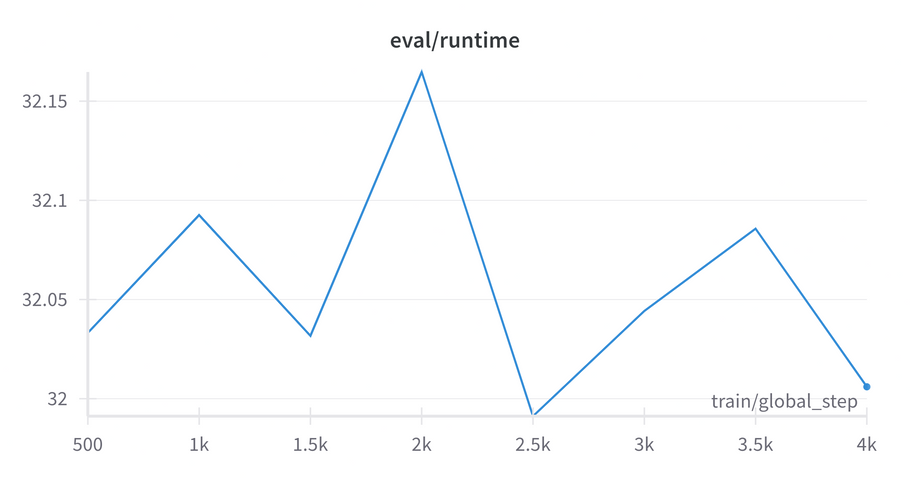 eval/runtime
32.15
32.1
32.05
32
train/global_step
500 1k 1.5k 2k 2.5k 3k 3.5k 4k